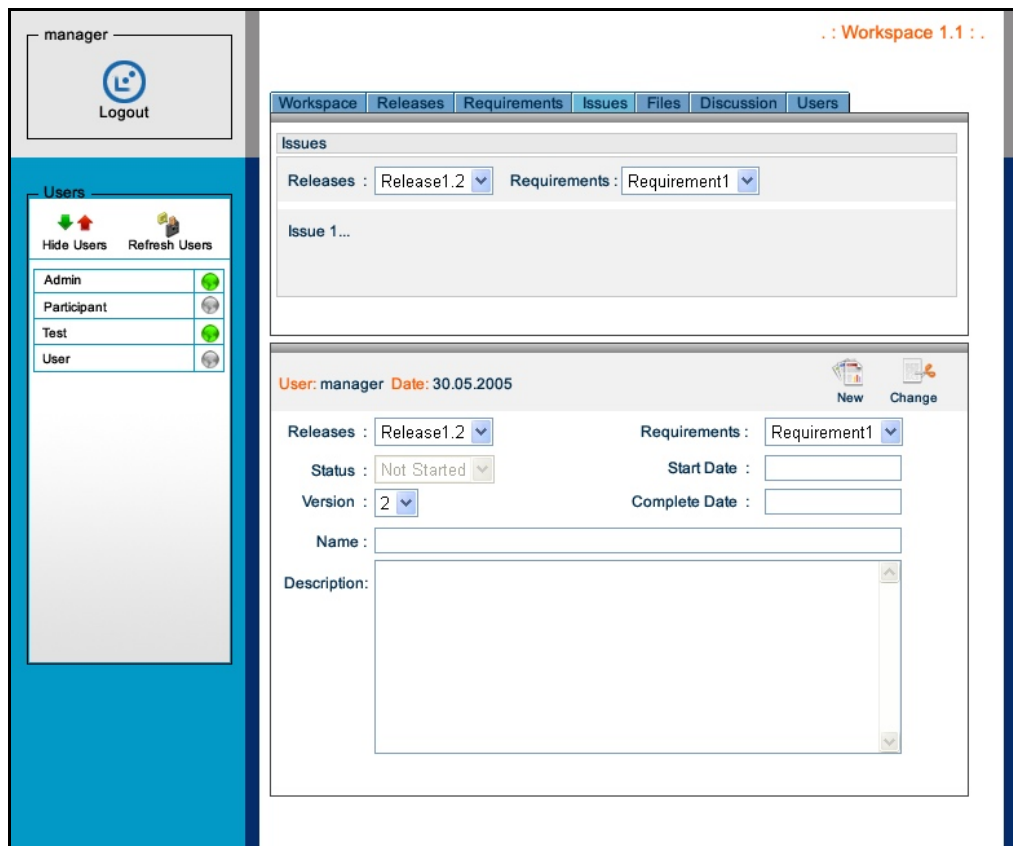 manager
Logout
. : Workspace 1.1 : .
Workspace Releases Requirements Issues Files Discussion Users
Issues
Releases : Release1.2 Requirements : Requirement1
Issue 1...
Users
Hide Users Refresh Users
Admin
Participant
Test
User
User: manager Date: 30.05.2005
New Change
Releases : Release1.2 Requirements : Requirement1
Status : Not Started Start Date :
Version : 2 Complete Date :
Name :
Description: